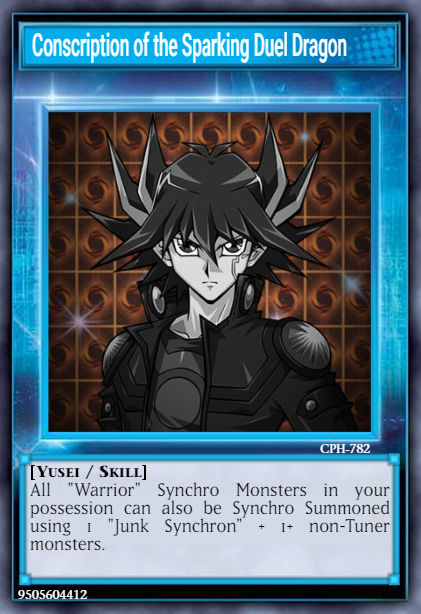 Conscription of the Sparking Duel Dragon
CPH-782
[Yusei / Skill]
All "Warrior" Synchro Monsters in your
possession can also be Synchro Summoned
using 1 "Junk Synchron" + 1+ non-Tuner
monsters.
9505604412